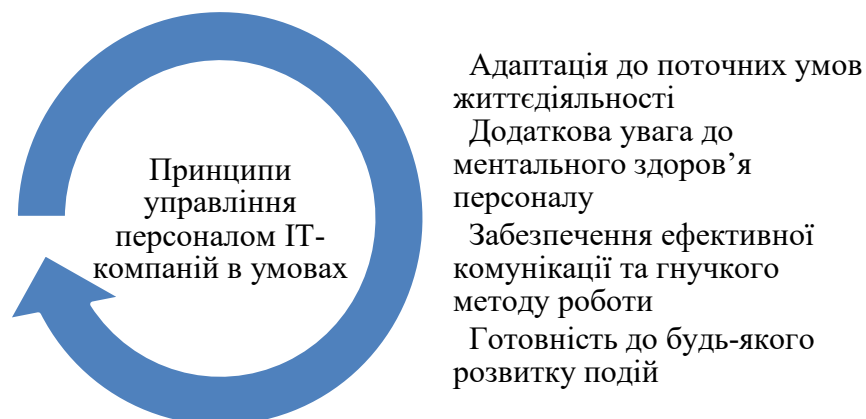 Принципи
управління
персоналом ІТ-
компаній в умовах
Адаптація до поточних умов
життєдіяльності
Додаткова увага до
ментального здоров’я
персоналу
Забезпечення ефективної
комунікації та гнучкого
методу роботи
Готовність до будь-якого
розвитку подій